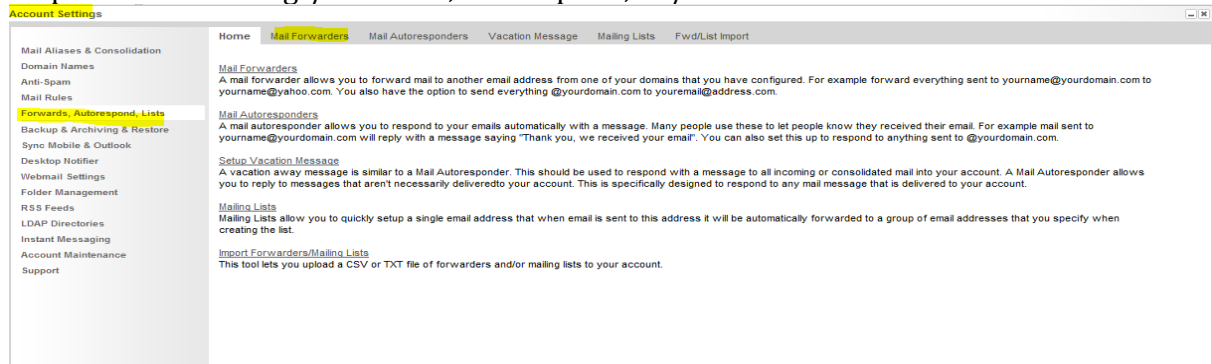 Account Settings
Home Mail Forwarders Mail Autoresponders Vacation Message Mailing Lists Fwd/List Import
Mail Aliases & Consolidation
Domain Names
Anti-Spam
Mail Rules
Forwards, Autorespond, Lists
Backup & Archiving & Restore
Sync Mobile & Outlook
Desktop Notifier
Webmail Settings
Folder Management
RSS Feeds
LDAP Directories
Instant Messaging
Account Maintenance
Support
Mail Forwarders
A mail forwarder allows you to forward mail to another email address from one of your domains that you have configured. For example forward everything sent to yourname@yourdomain.com to
yourname@yahoo.com. You also have the option to send everything @yourdomain.com to youremail@address.com.
Mail Autoresponders
A mail autoresponder allows you to respond to your emails automatically with a message. Many people use these to let people know they received their email. For example mail sent to
yourname@yourdomain.com will reply with a message saying "Thank you, we received your email". You can also set this up to respond to anything sent to @yourdomain.com.
Setup Vacation Message
A vacation away message is similar to a Mail Autoresponder. This should be used to respond with a message to all incoming or consolidated mail into your account. A Mail Autoresponder allows
you to reply to messages that aren't necessarily deliveredto your account. This is specifically designed to respond to any mail message that is delivered to your account.
Mailing Lists
Mailing Lists allow you to quickly setup a single email address that when email is sent to this address it will be automatically forwarded to a group of email addresses that you specify when
creating the list.
Import Forwarders/Mailing Lists
This tool lets you upload a CSV or TXT file of forwarders and/or mailing lists to your account.